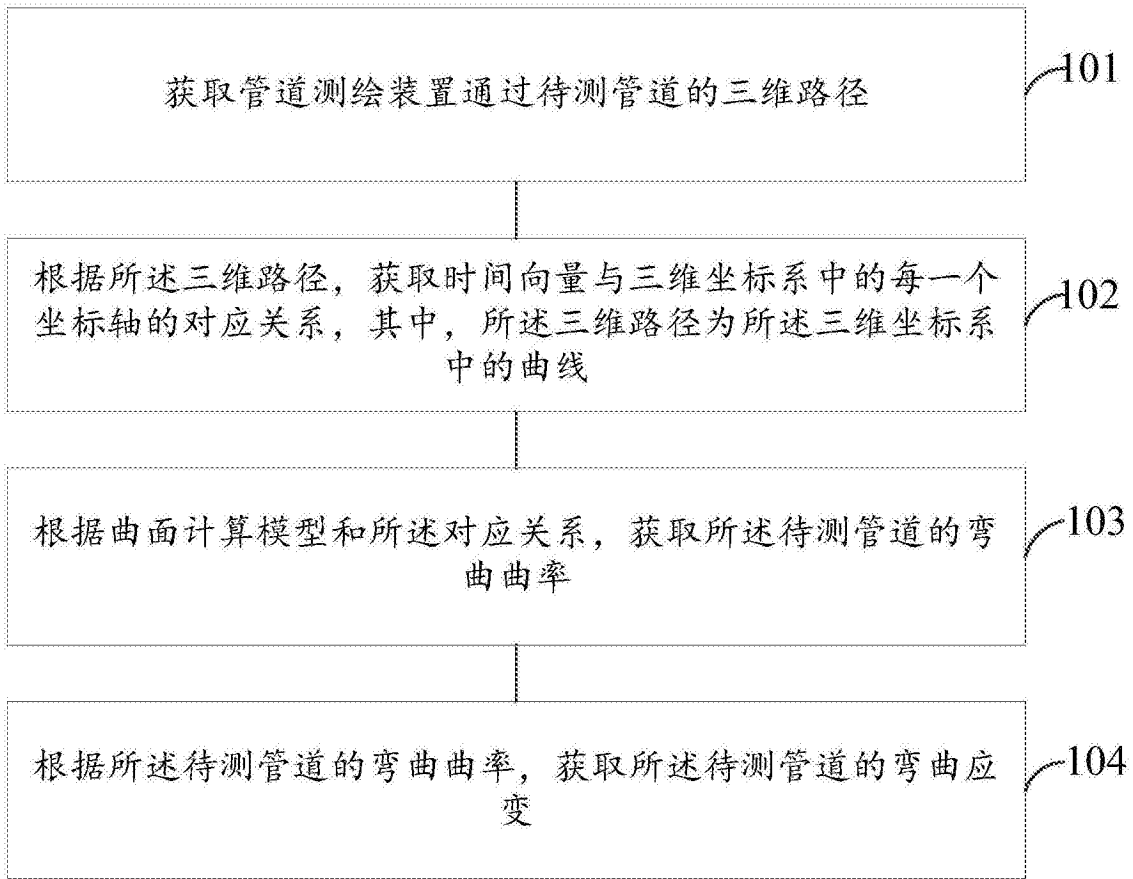 获取管道测绘装置通过待测管道的三维路径
101
根据所述三维路径，获取时间向量与三维坐标系中的每一个
坐标轴的对应关系，其中，所述三维路径为所述三维坐标系
中的曲线
102
根据曲面计算模型和所述对应关系，获取所述待测管道的弯
曲曲率
103
根据所述待测管道的弯曲曲率，获取所述待测管道的弯曲应
变
104